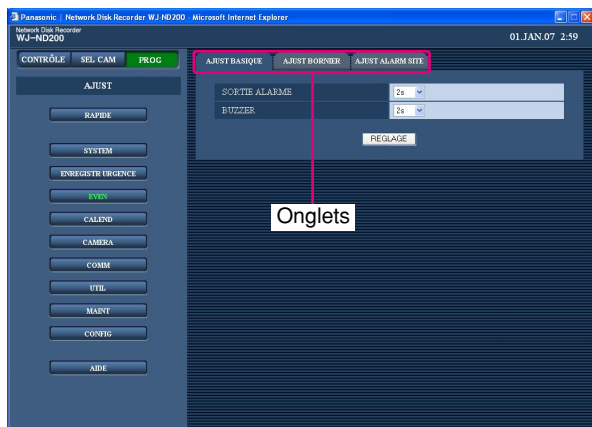 Panasonic | Network Disk Recorder WJ-ND200 - Microsoft Internet Explorer
Network Disk Recorder
WJ-ND200
01.JAN.07 2:59
CONTRÔLE SEL CAM PROG
AJUST BASIQUE AJUST BORNIER AJUST ALARM SITE
AJUST
SORTIE ALARME 2s
BUZZER 2s
REGLAGE
RAPIDE
SYSTEM
ENREGISTR URGENCE
EVEN
CALEND
CAMERA
COMM
UTIL
MAINT
CONFIG
AIDE
Onglets